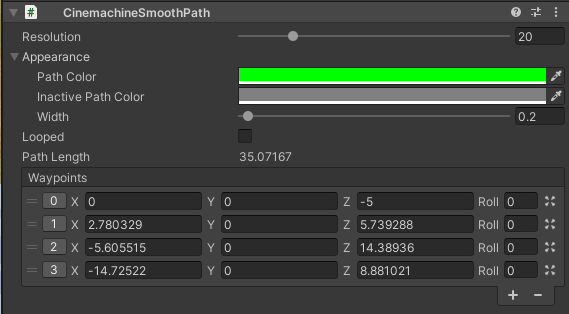 CinemachineSmoothPath
Resolution 20
Appearance
Path Color
Inactive Path Color
Width 0.2
Looped
Path Length 35.07167
Waypoints
0 X 0 Y 0 Z -5 Roll 0
1 X 2.780329 Y 0 Z 5.739288 Roll 0
2 X -5.605515 Y 0 Z 14.38936 Roll 0
3 X -14.72522 Y 0 Z 8.881021 Roll 0